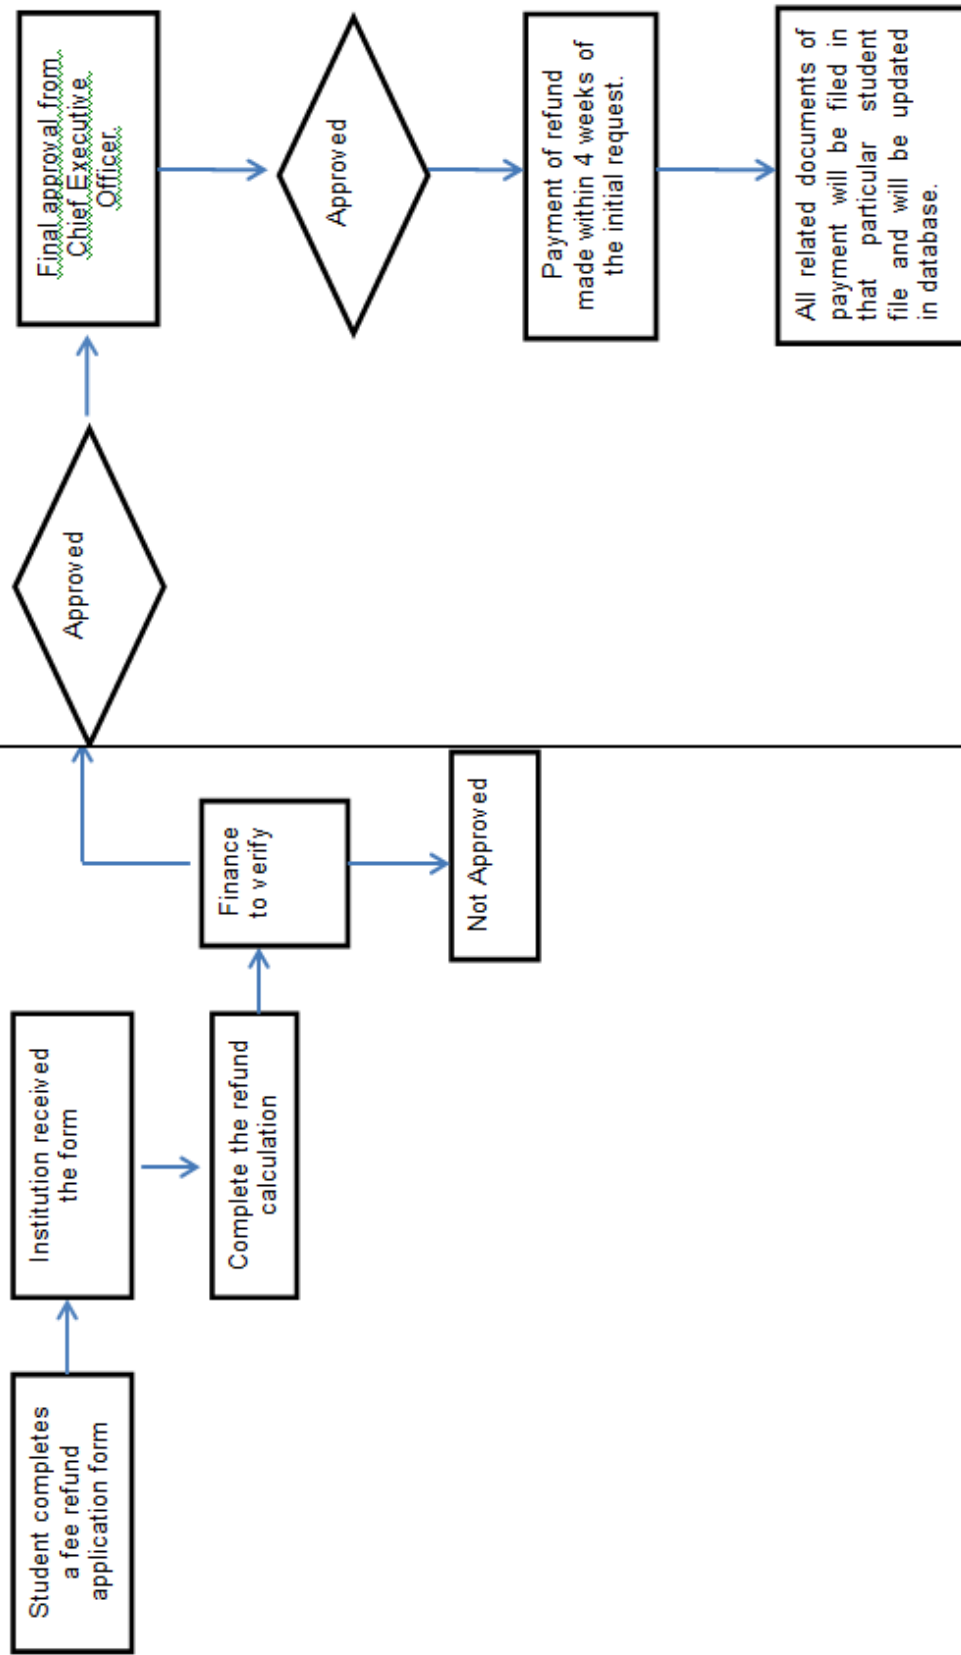 Student completes
a fee refund
application form
Institution received
the form
Complete the refund
calculation
Finance
to verify
Not Approved
Approved
Final approval from
Chief Executive
Officer.
Approved
Payment of refund
made within 4 weeks of
the initial request.
All related documents of
payment will be filed in
that particular student
file and will be updated
in database.